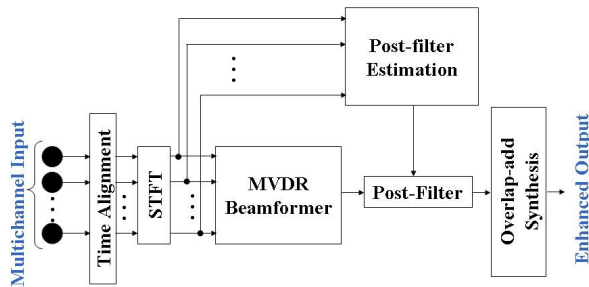 Multichannel Input
Time Alignment
STFT
Post-filter
Estimation
MVDR
Beamformer
Post-Filter
Overlap-add
Synthesis
Enhanced Output